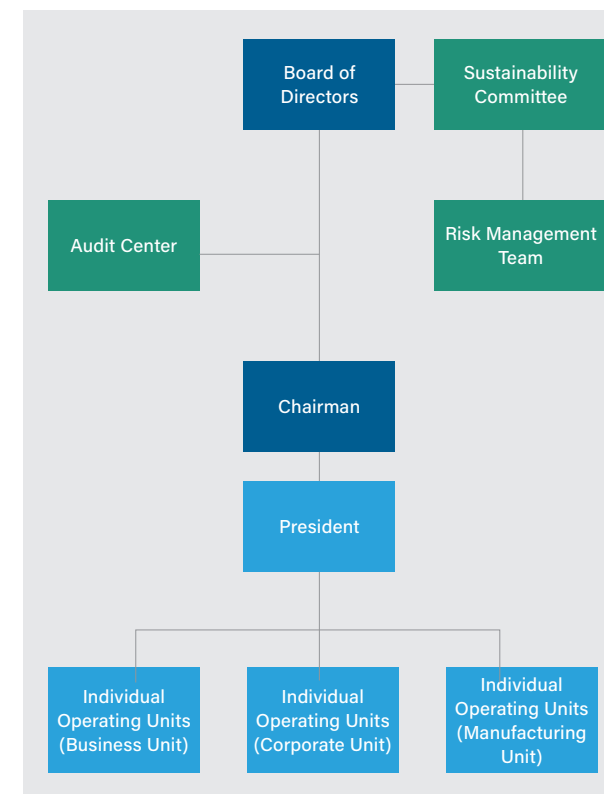 Board of
Directors
Sustainability
Committee
Audit Center
Risk Management
Team
Chairman
President
Individual
Operating Units
(Business Unit)
Individual
Operating Units
(Corporate Unit)
Individual
Operating Units
(Manufacturing
Unit)